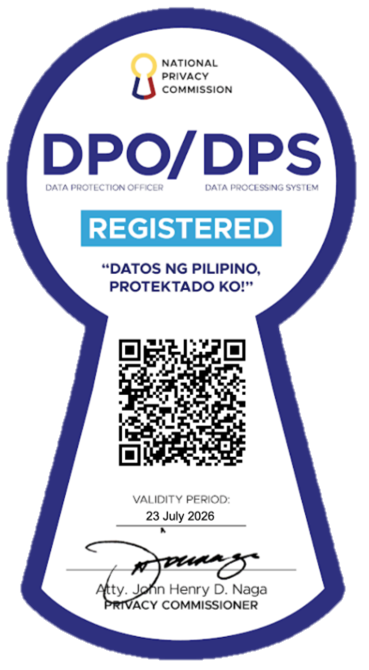 NATIONAL
PRIVACY
COMMISSION
DPO/DPS
DATA PROTECTION OFFICER DATA PROCESSING SYSTEM
REGISTERED
“DATOS NG PILIPINO,
PROTEKTADO KO!”
VALIDITY PERIOD:
23 July 2026
Atty. John Henry D. Naga
PRIVACY COMMISSIONER